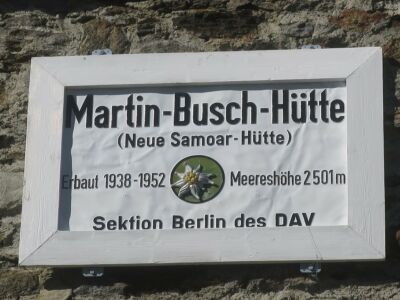 Martin-Busch-Hütte
(Neue Samoar-Hütte)
Erbaut 1938-1952 Meereshöhe 2501m
Sektion Berlin des DAV